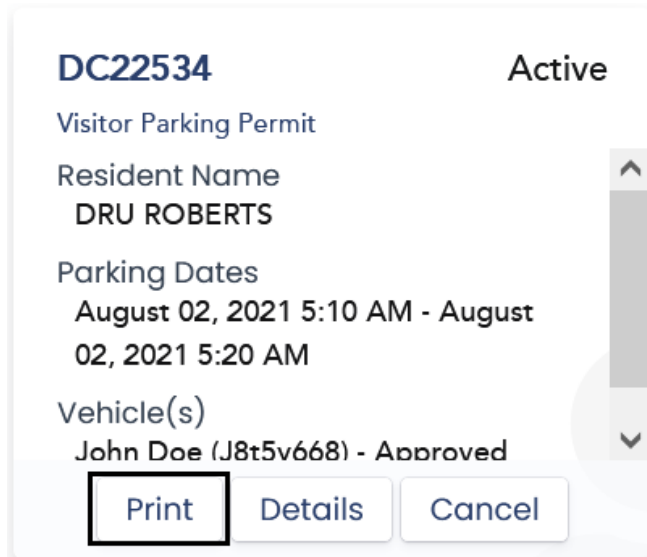 DC22534 Active
Visitor Parking Permit
Resident Name
DRU ROBERTS
Parking Dates
August 02, 2021 5:10 AM - August
02, 2021 5:20 AM
Vehicle(s)
John Doe (J8t5v668) - Approved
Print Details Cancel